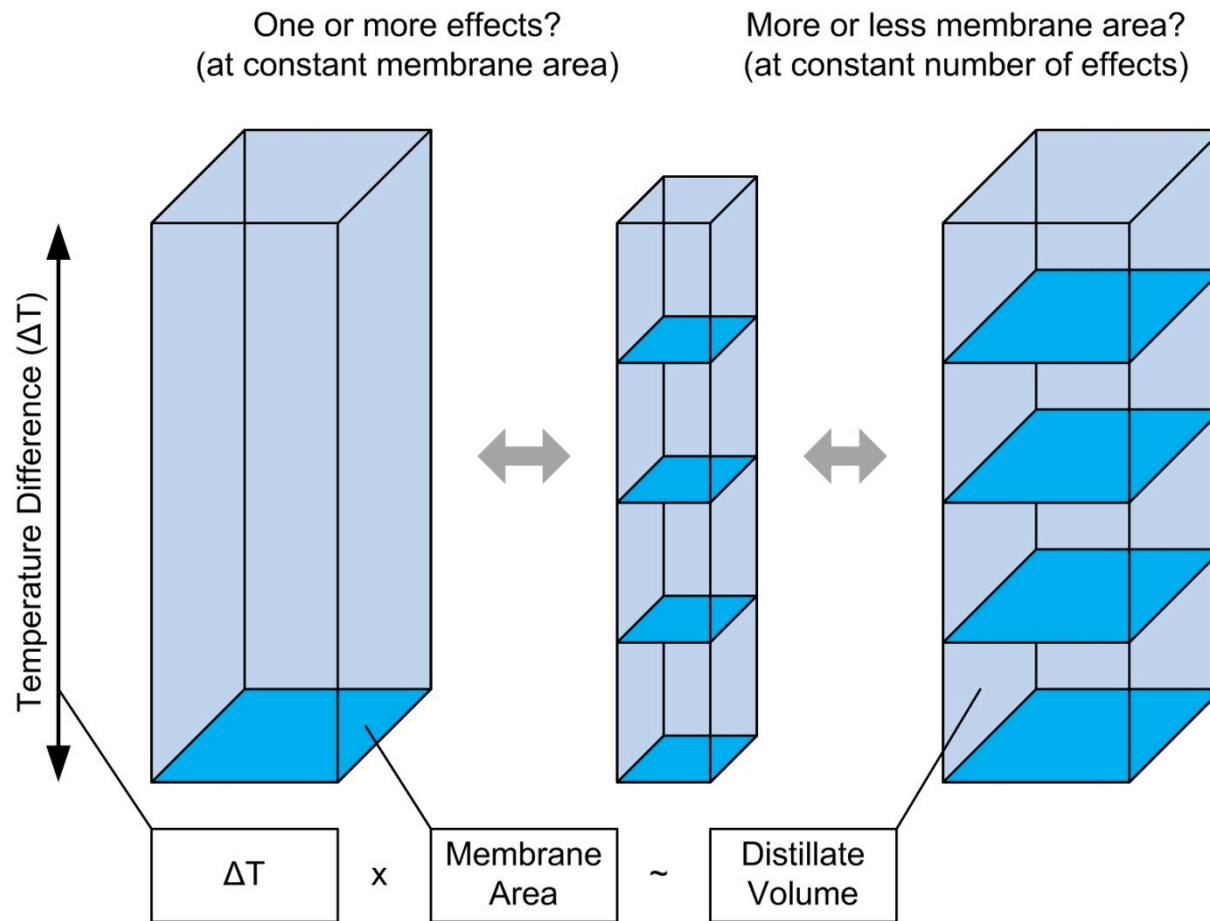 One or more effects?
(at constant membrane area)
More or less membrane area?
(at constant number of effects)
Temperature Difference (ΔT)
ΔT
x
Membrane
Area
~
Distillate
Volume